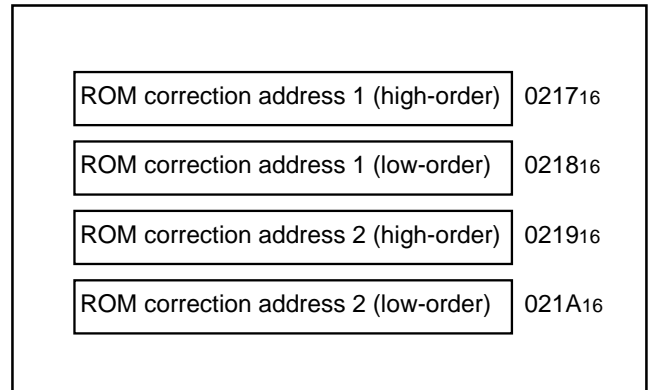 ROM correction address 1 (high-order) 021716
ROM correction address 1 (low-order) 021816
ROM correction address 2 (high-order) 021916
ROM correction address 2 (low-order) 021A16